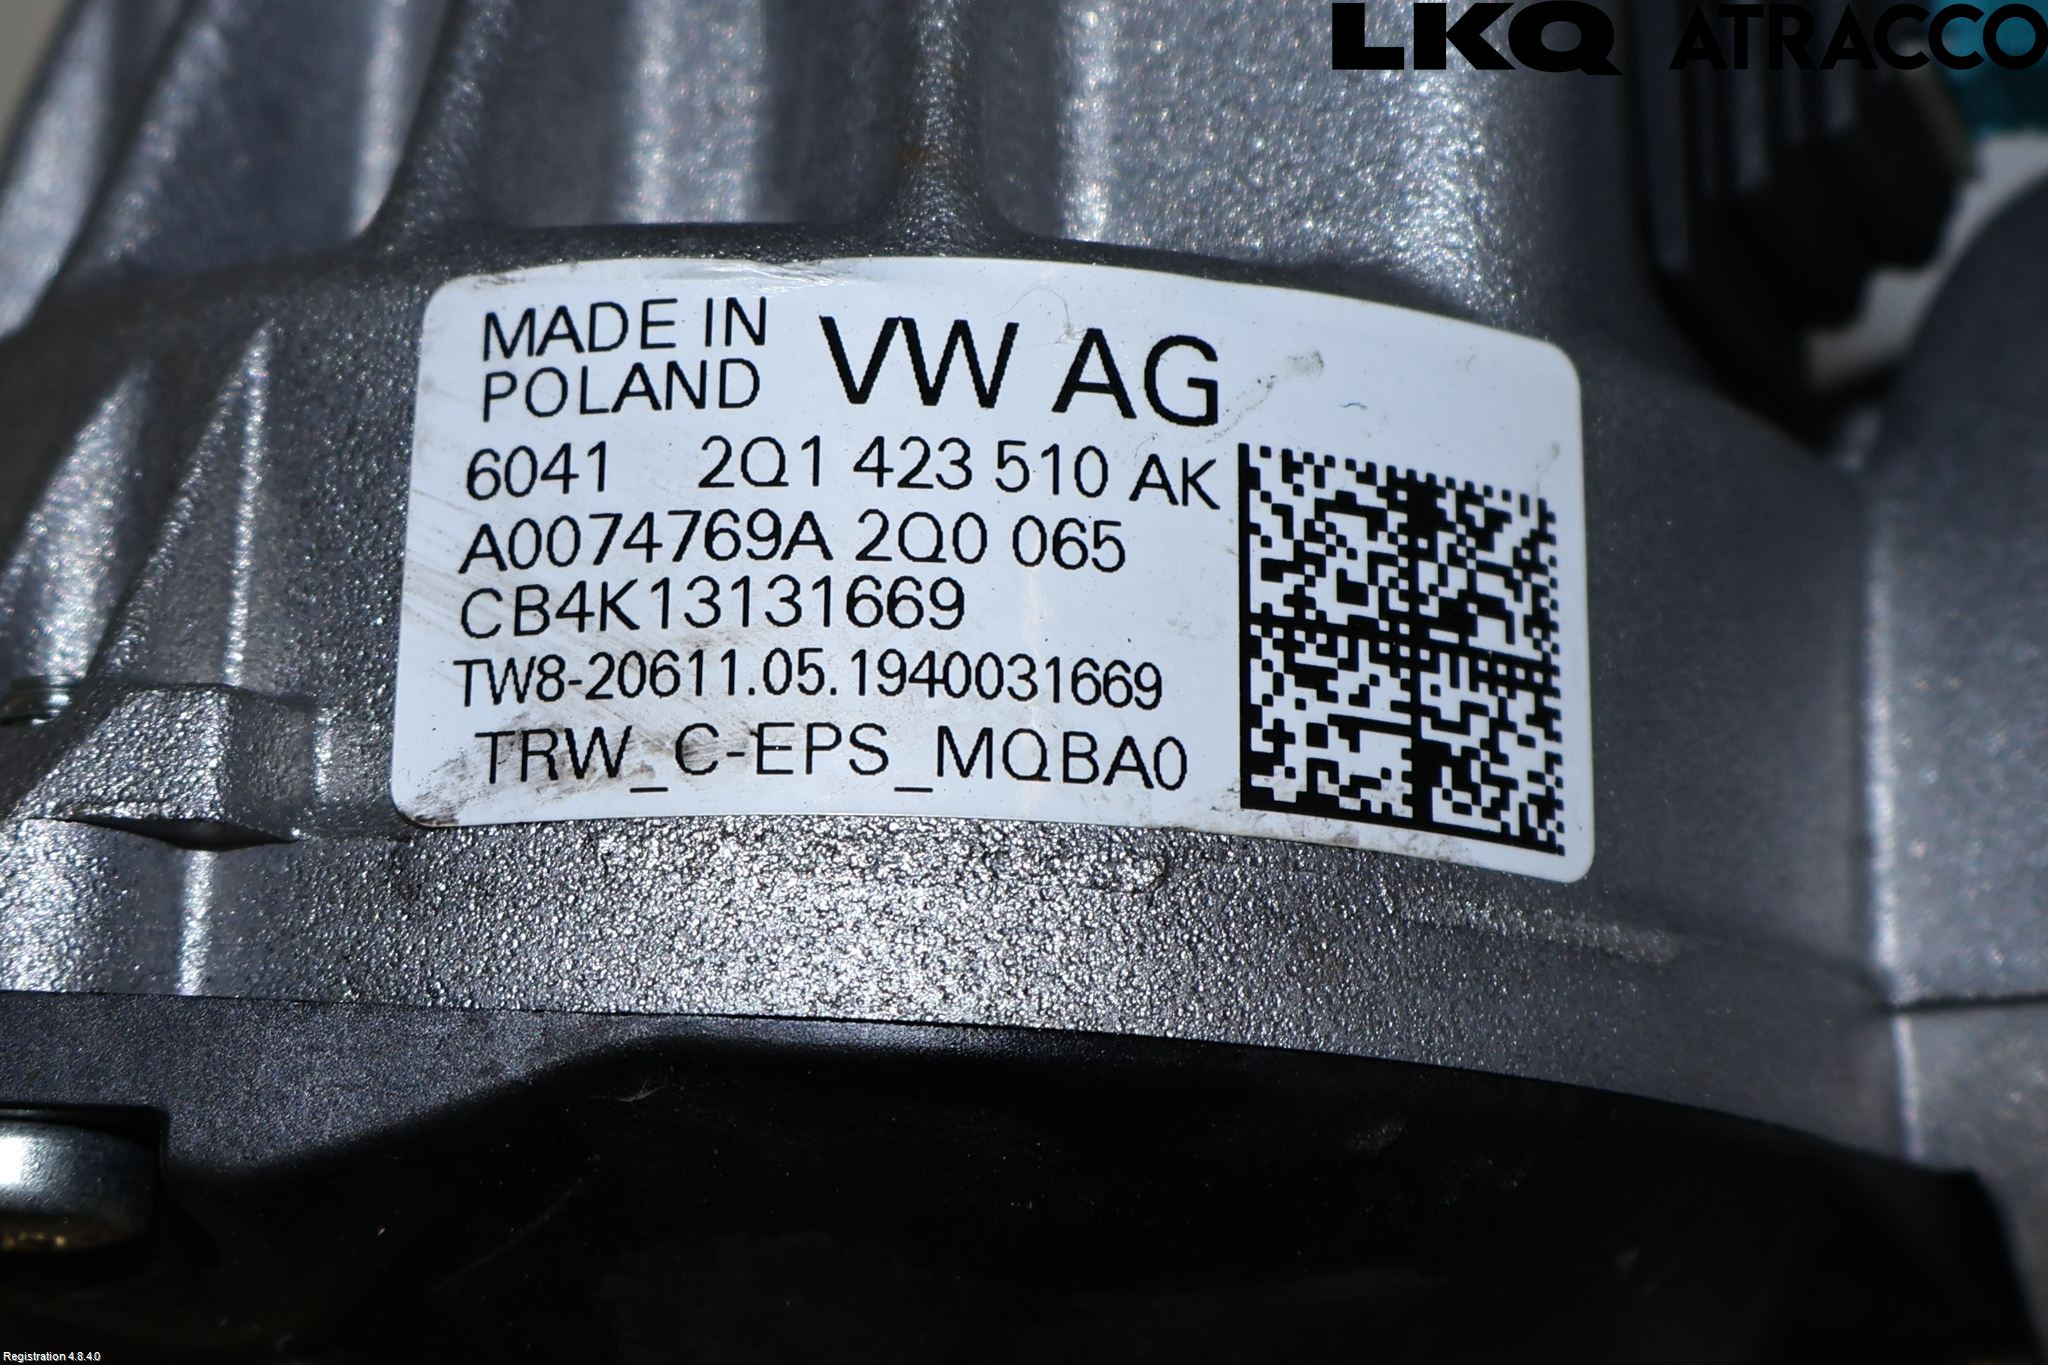 LKQ ATRACCO
MADE IN
POLAND
VW AG
6041 2Q1 423 510 AK
A0074769A 2Q0 065
CB4K13131669
TW8-20611.05.1940031669
TRW_C-EPS_MQBA0
Registration 4.8.4.0